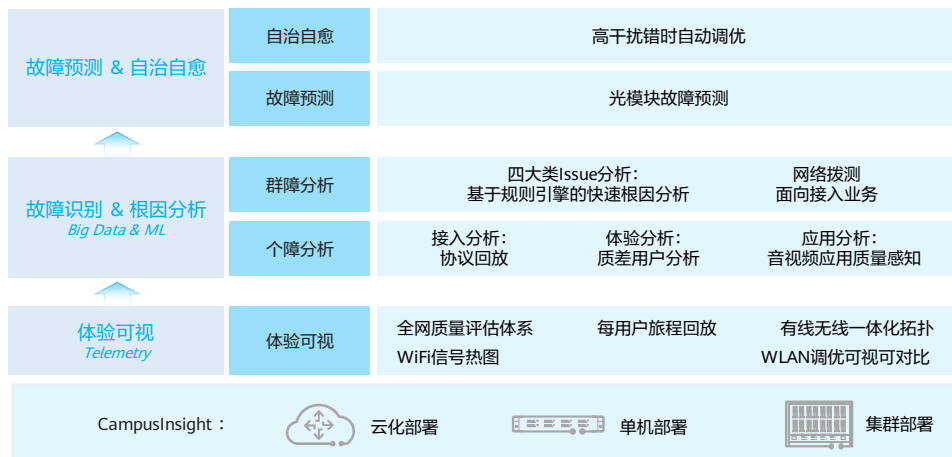 故障预测 & 自治自愈
自治自愈
高干扰错时自动调优
故障预测
光模块故障预测
故障识别 & 根因分析
Big Data & ML
群障分析
四大类Issue分析：
基于规则引擎的快速根因分析
网络拨测
面向接入业务
个障分析
接入分析：
协议回放
体验分析：
质差用户分析
应用分析：
音视频应用质量感知
体验可视
Telemetry
体验可视
全网质量评估体系
每用户旅程回放
有线无线一体化拓扑
WiFi信号热图
WLAN调优可视可对比
CampusInsight：
云化部署
单机部署
集群部署